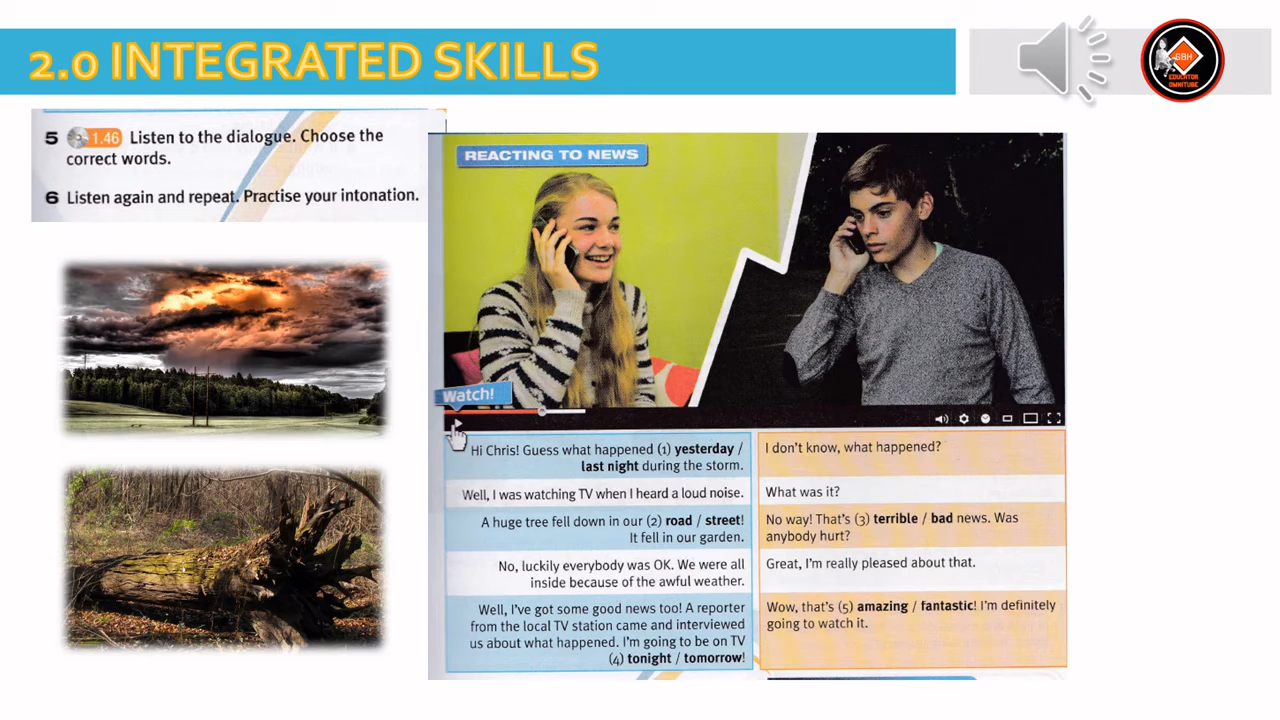 2.0 INTEGRATED SKILLS
GBH
EDUCATOR
OMNITUBE
5 1.46 Listen to the dialogue. Choose the
correct words.
6 Listen again and repeat. Practise your intonation.
REACTING TO NEWS
Watch!
Hi Chris! Guess what happened (1) yesterday /
last night during the storm.
I don't know, what happened?
Well, I was watching TV when I heard a loud noise.
What was it?
A huge tree fell down in our (2) road / street!
It fell in our garden.
No way! That's (3) terrible / bad news. Was
anybody hurt?
No, luckily everybody was OK. We were all
inside because of the awful weather.
Great, I'm really pleased about that.
Well, I've got some good news too! A reporter
from the local TV station came and interviewed
us about what happened. I'm going to be on TV
(4) tonight / tomorrow!
Wow, that's (5) amazing / fantastic! I'm definitely
going to watch it.